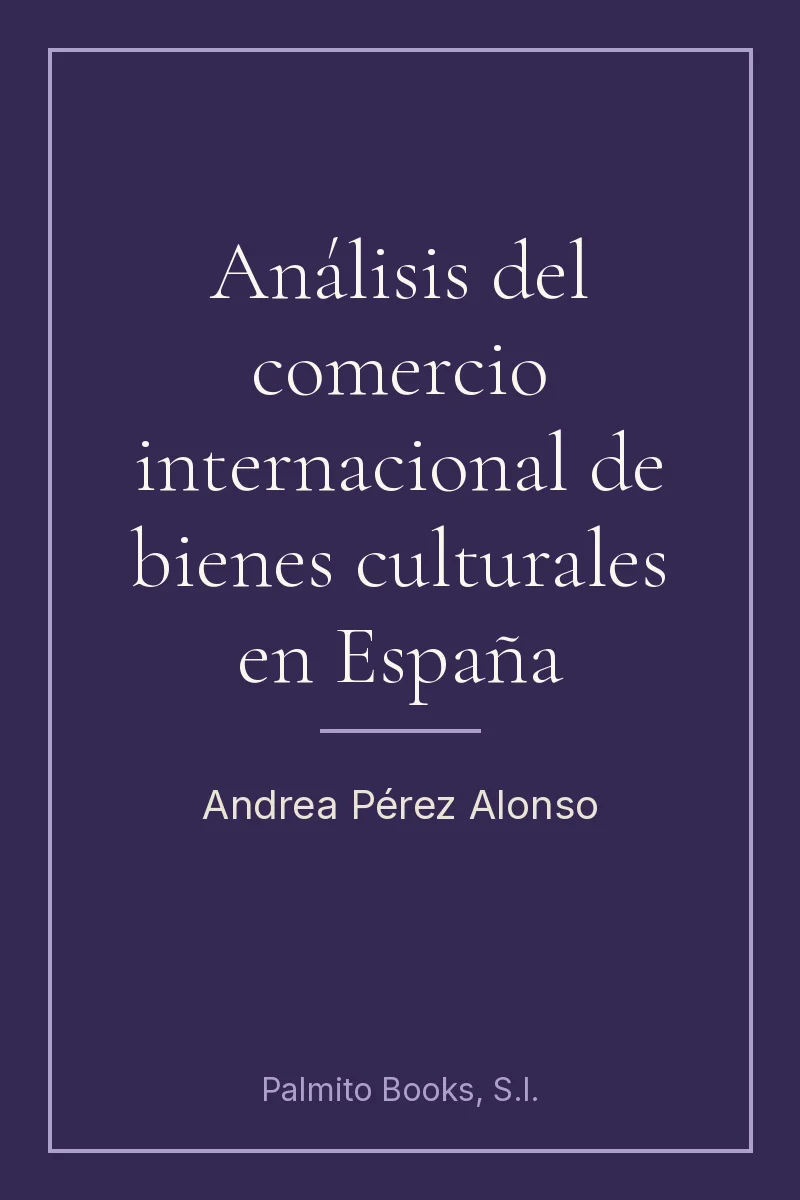 Análisis del
comercio
internacional de
bienes culturales
en España
Andrea Pérez Alonso
Palmito Books, S.l.